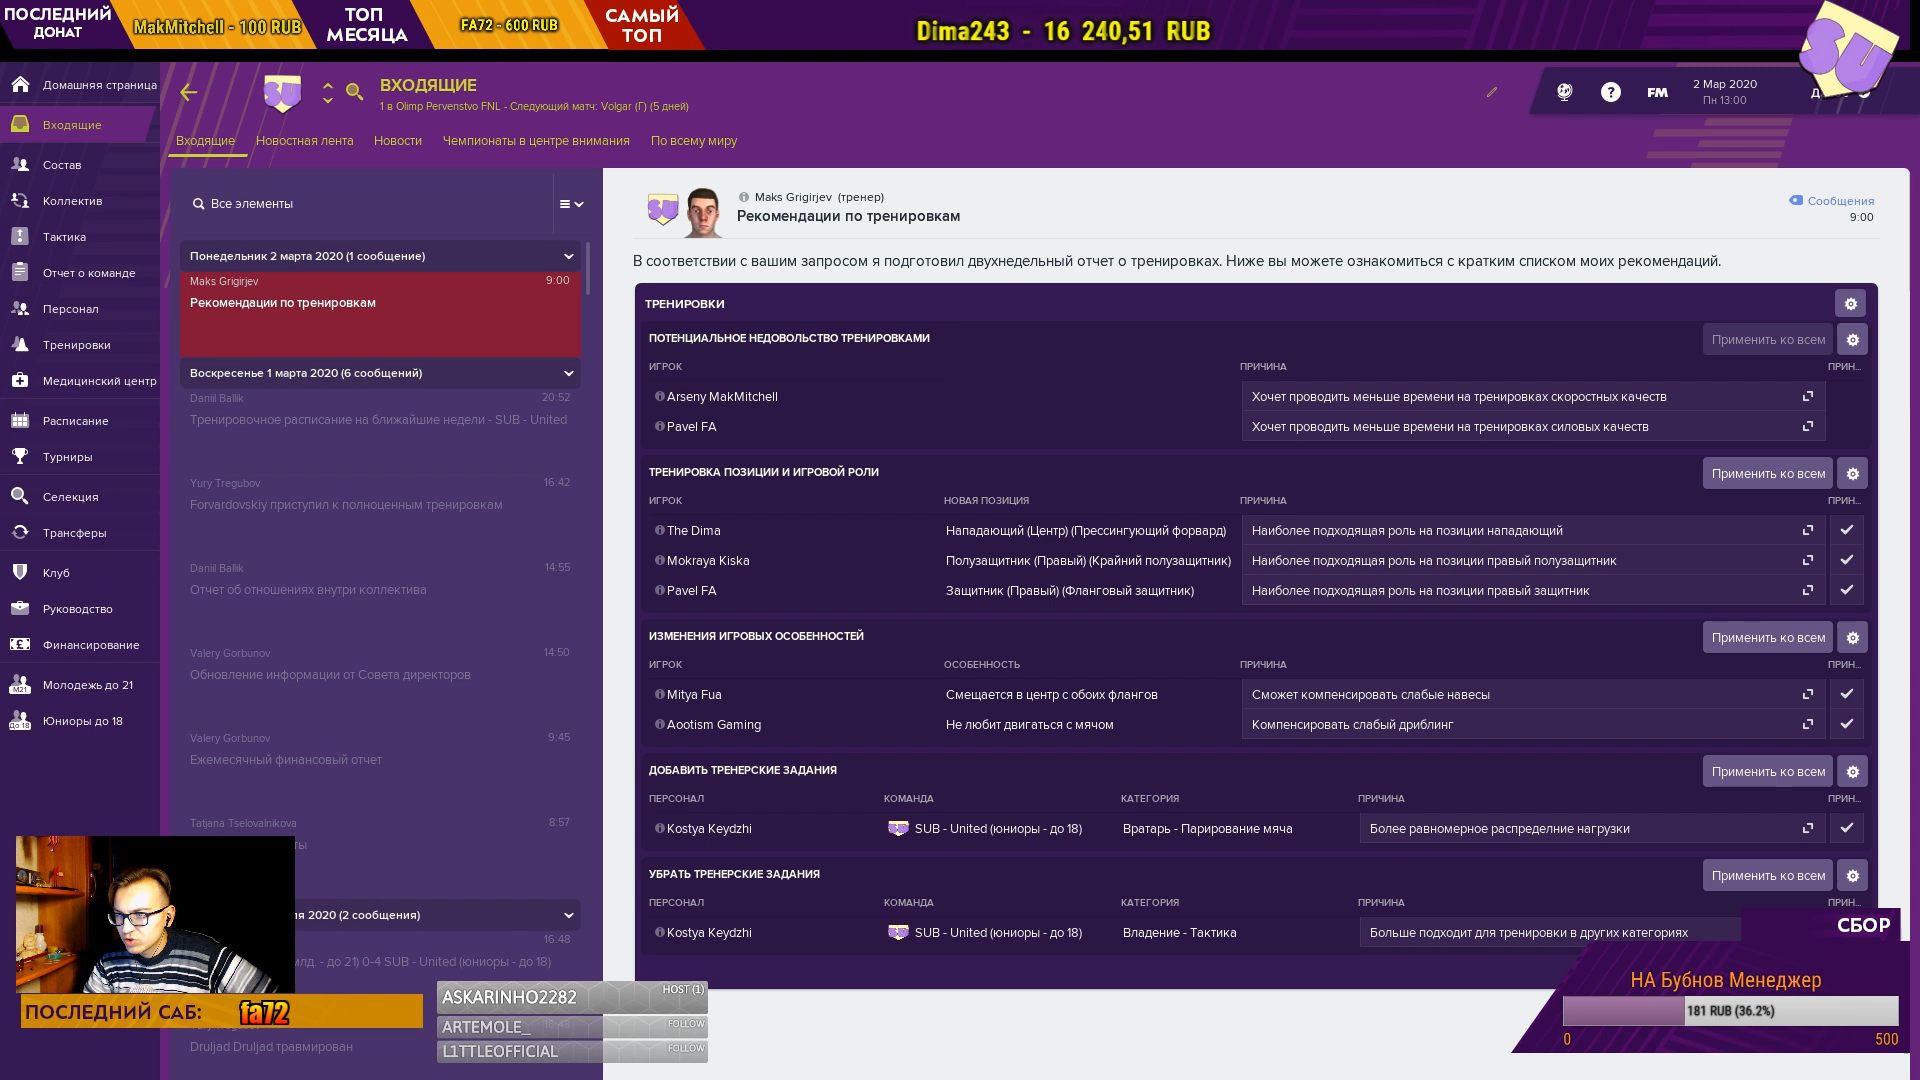 ПОСЛЕДНИЙ ДОНАТ
MakMitchell - 100 RUB
ТОП МЕСЯЦА
FA72 - 600 RUB
САМЫЙ ТОП
Dima243 - 16 240,51 RUB
SU
Домашняя страница
Входящие
Состав
Коллектив
Тактика
Отчет о команде
Персонал
Тренировки
Медицинский центр
Расписание
Турниры
Селекция
Трансферы
Клуб
Руководство
Финансирование
M21 Молодежь до 21
До 18 Юниоры до 18
ВХОДЯЩИЕ
1 в Olimp Pervenstvo FNL - Следующий матч: Volgar (Г) (5 дней)
FM
2 Мар 2020
Пн 13:00
Входящие Новостная лента Новости Чемпионаты в центре внимания По всему миру
Все элементы
Понедельник 2 марта 2020 (1 сообщение)
Maks Grigirjev 9:00
Рекомендации по тренировкам
Воскресенье 1 марта 2020 (6 сообщений)
Daniil Ballik 20:52
Тренировочное расписание на ближайшие недели - SUB - United
Yury Tregubov 16:42
Forvardovskiy приступил к полноценным тренировкам
Daniil Ballik 14:55
Отчет об отношениях внутри коллектива
Valery Gorbunov 14:50
Обновление информации от Совета директоров
Valery Gorbunov 9:45
Ежемесячный финансовый отчет
Tatjana Tselovalnikova 8:57
ты
ля 2020 (2 сообщения)
16:48
млд. - до 21) 0-4 SUB - United (юниоры - до 18)
Druljad Druljad травмирован
Maks Grigirjev (тренер)
Рекомендации по тренировкам
Сообщения
9:00
В соответствии с вашим запросом я подготовил двухнедельный отчет о тренировках. Ниже вы можете ознакомиться с кратким списком моих рекомендаций.
ТРЕНИРОВКИ
ПОТЕНЦИАЛЬНОЕ НЕДОВОЛЬСТВО ТРЕНИРОВКАМИ Применить ко всем
ИГРОК ПРИЧИНА ПРИН...
Arseny MakMitchell Хочет проводить меньше времени на тренировках скоростных качеств
Pavel FA Хочет проводить меньше времени на тренировках силовых качеств
ТРЕНИРОВКА ПОЗИЦИИ И ИГРОВОЙ РОЛИ Применить ко всем
ИГРОК НОВАЯ ПОЗИЦИЯ ПРИЧИНА ПРИН...
The Dima Нападающий (Центр) (Прессингующий форвард) Наиболее подходящая роль на позиции нападающий
Mokraya Kiska Полузащитник (Правый) (Крайний полузащитник) Наиболее подходящая роль на позиции правый полузащитник
Pavel FA Защитник (Правый) (Фланговый защитник) Наиболее подходящая роль на позиции правый защитник
ИЗМЕНЕНИЯ ИГРОВЫХ ОСОБЕННОСТЕЙ Применить ко всем
ИГРОК ОСОБЕННОСТЬ ПРИЧИНА ПРИН...
Mitya Fua Смещается в центр с обоих флангов Сможет компенсировать слабые навесы
Aootism Gaming Не любит двигаться с мячом Компенсировать слабый дриблинг
ДОБАВИТЬ ТРЕНЕРСКИЕ ЗАДАНИЯ Применить ко всем
ПЕРСОНАЛ КОМАНДА КАТЕГОРИЯ ПРИЧИНА ПРИН...
Kostya Keydzhi SUB - United (юниоры - до 18) Вратарь - Парирование мяча Более равномерное распределние нагрузки
УБРАТЬ ТРЕНЕРСКИЕ ЗАДАНИЯ Применить ко всем
ПЕРСОНАЛ КОМАНДА КАТЕГОРИЯ ПРИЧИНА ПРИН...
Kostya Keydzhi SUB - United (юниоры - до 18) Владение - Тактика Больше подходит для тренировки в других категориях
ПОСЛЕДНИЙ САБ: fa72
ASKARINHO2282 HOST (1)
ARTEMOLE_ FOLLOW
L1TTLEOFFICIAL FOLLOW
СБОР
НА Бубнов Менеджер
181 RUB (36.2%)
0 500